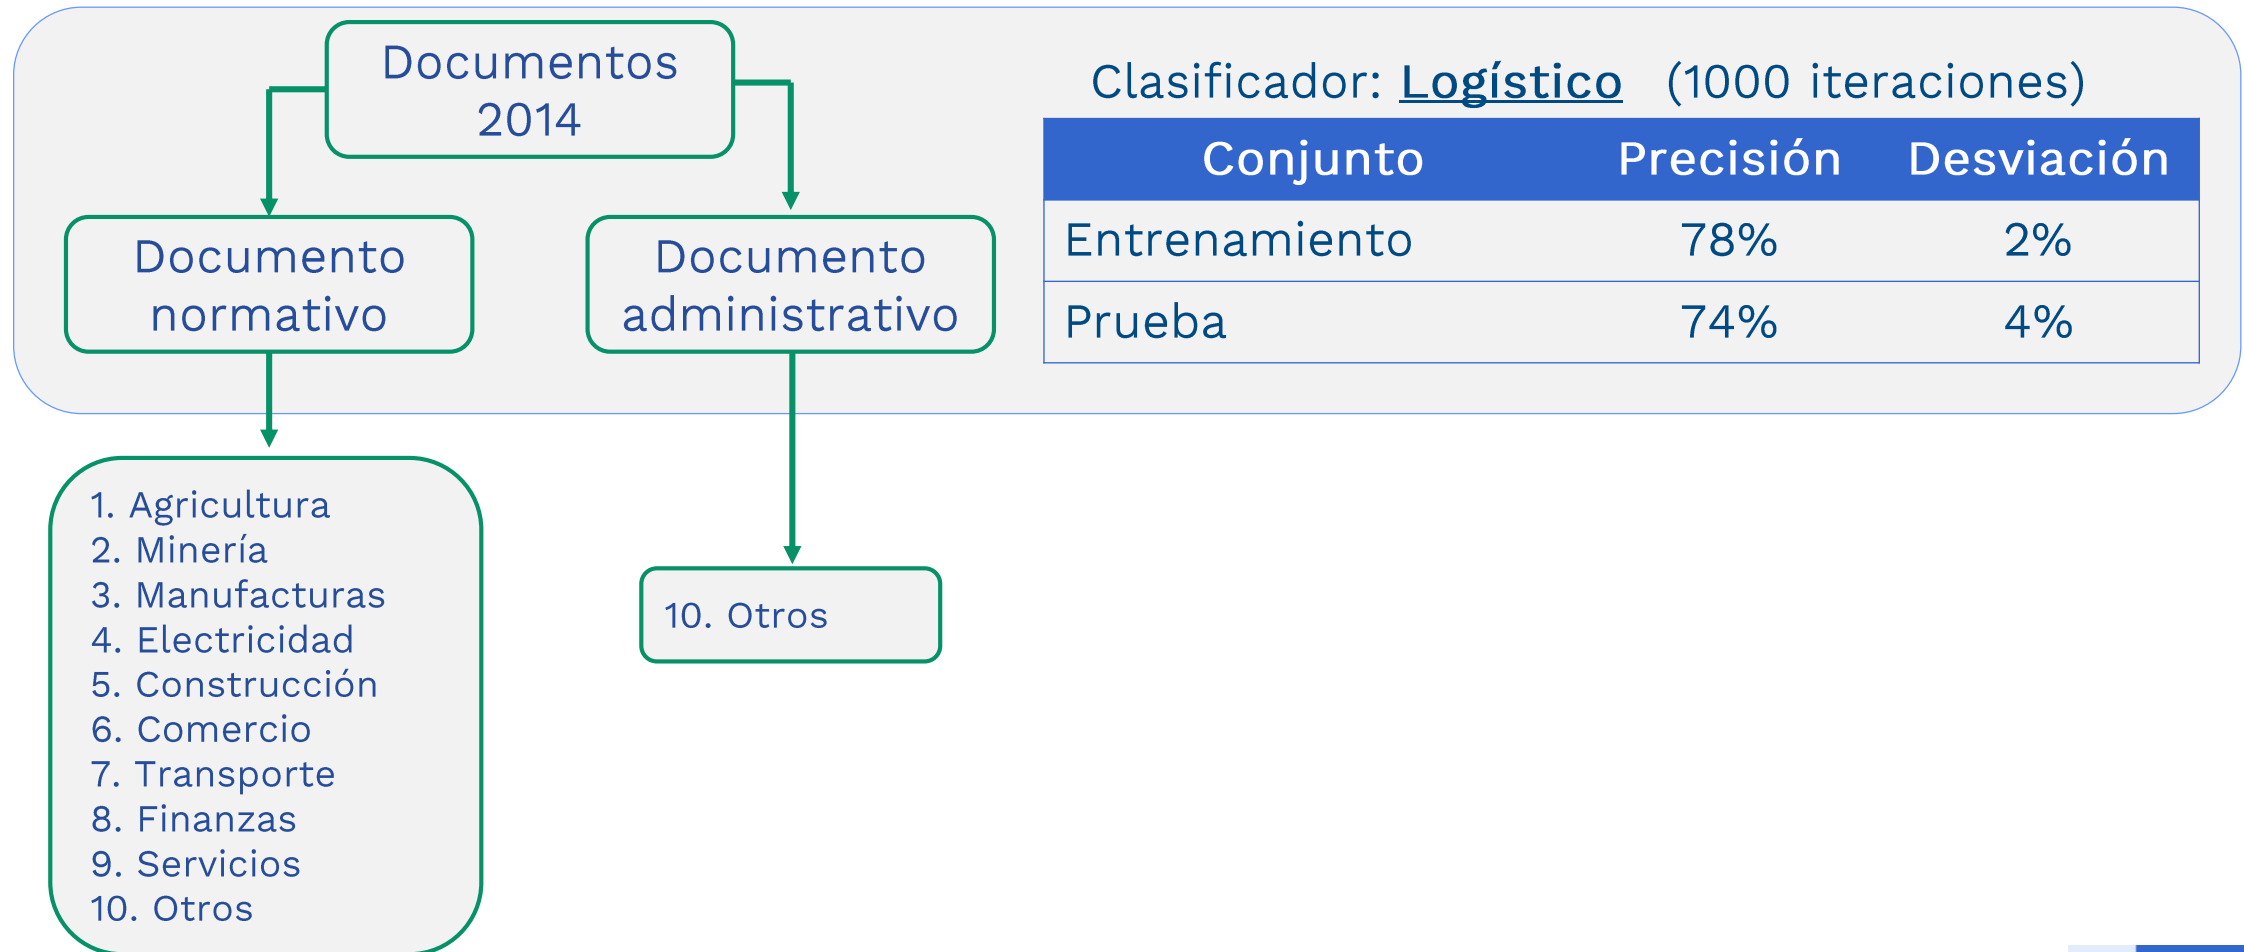 Documentos
2014
Clasificador: Logístico (1000 iteraciones)
Conjunto Precisión Desviación
Entrenamiento 78% 2%
Prueba 74% 4%
Documento
normativo
Documento
administrativo
1. Agricultura
2. Minería
3. Manufacturas
4. Electricidad
5. Construcción
6. Comercio
7. Transporte
8. Finanzas
9. Servicios
10. Otros
10. Otros